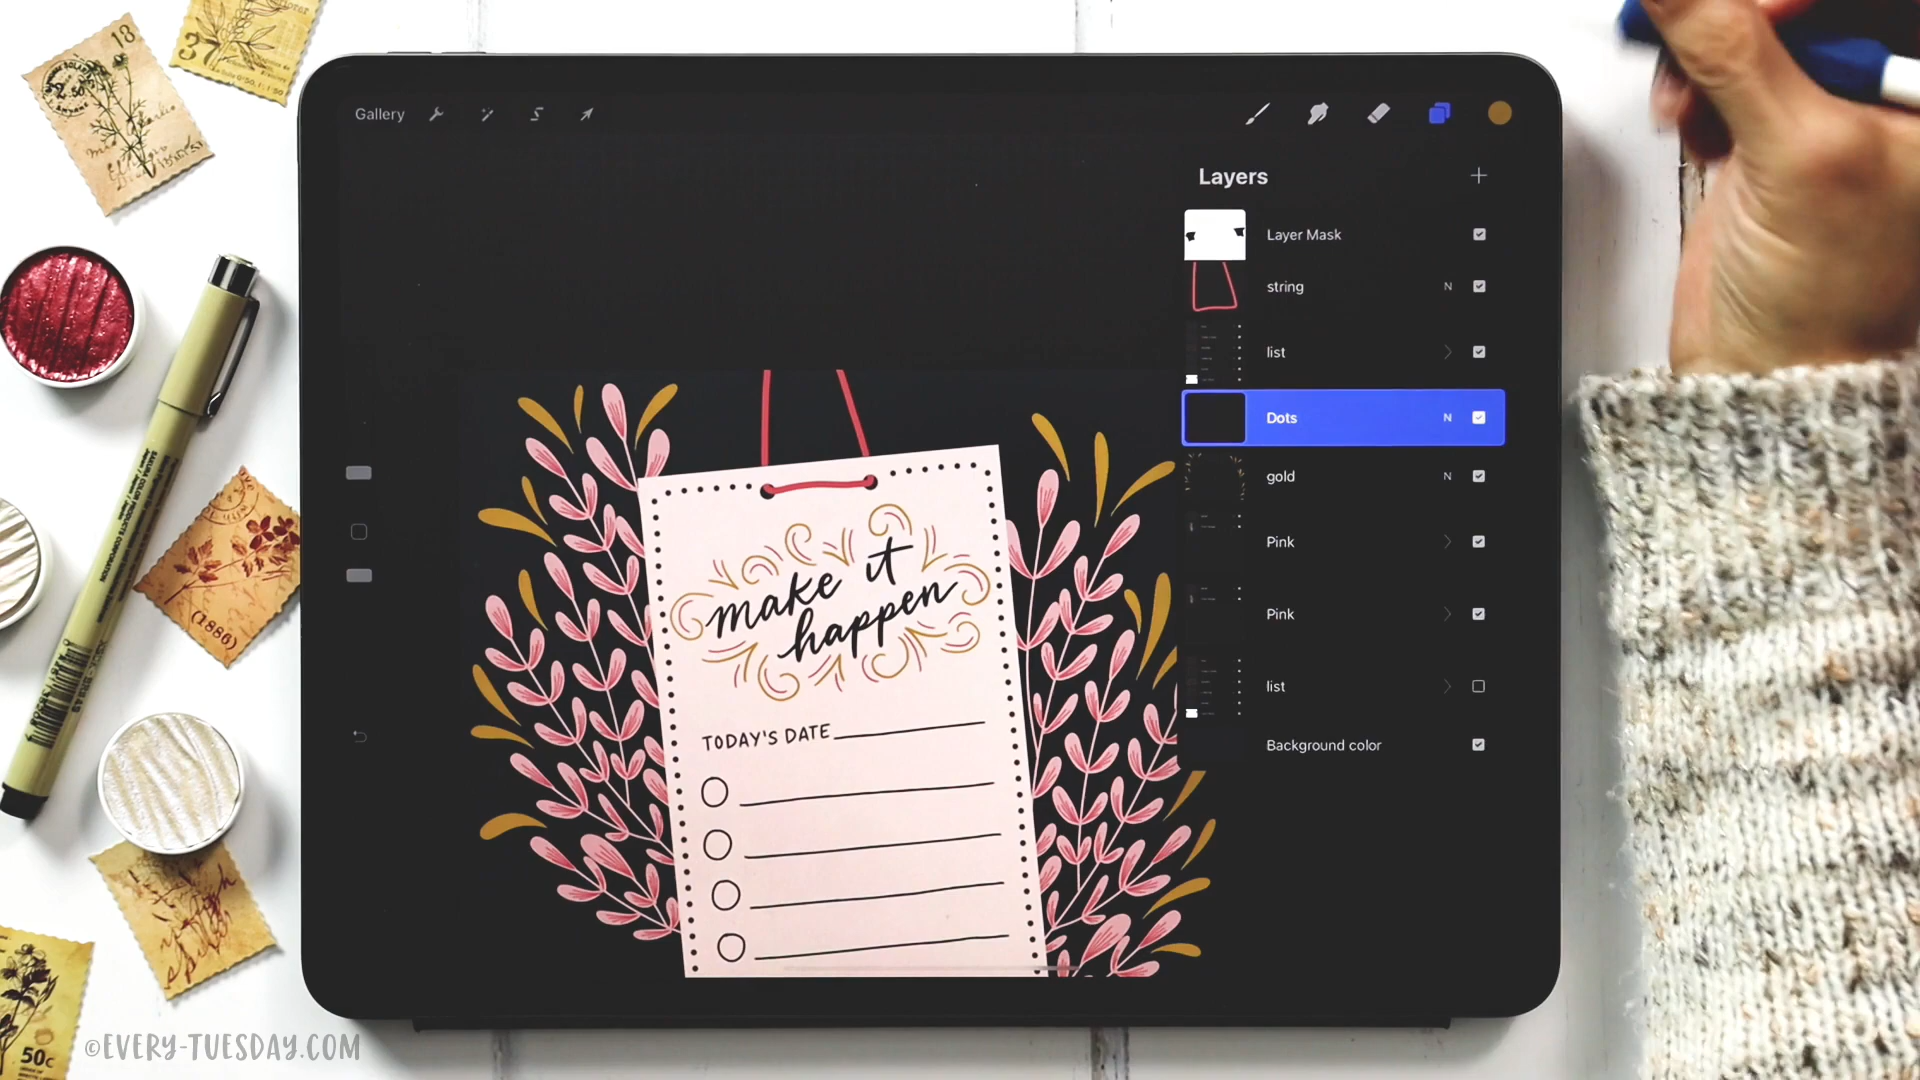 18
37
Gallery
Layers
Layer Mask
string
N
list
Dots
N
gold
N
Pink
Pink
list
Background color
make it
happen
TODAY'S DATE
(1886)
50c
©EVERY-TUESDAY.COM